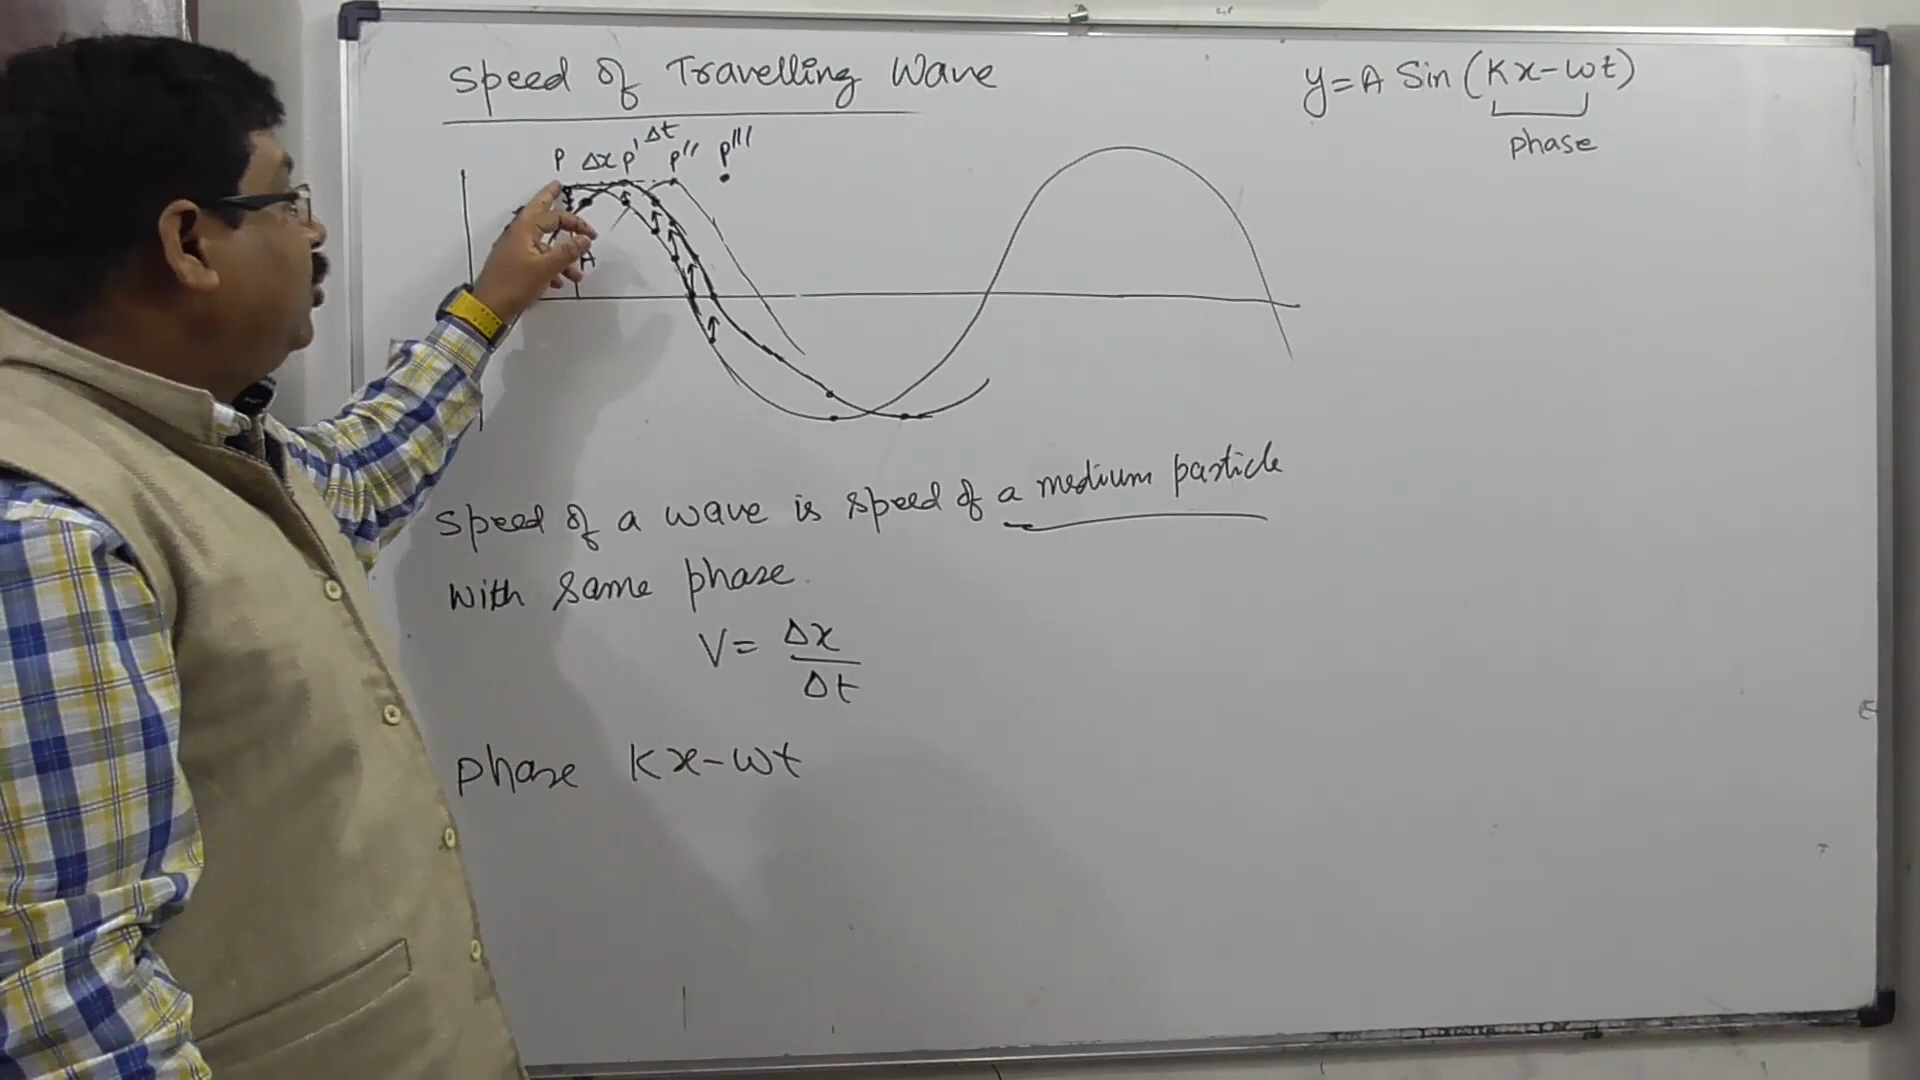 Speed of Travelling Wave
y=A Sin (Kx-ωt)
phase
P Δx P' Δt P'' P'''
A
Speed of a wave is speed of a medium particle
with same phase.
V= Δx
Δt
phase Kx-ωt